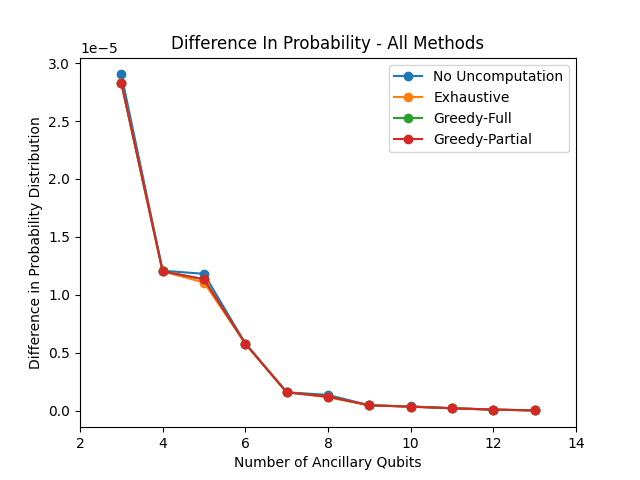 Difference In Probability - All Methods
1e−5
3.0
2.5
2.0
1.5
1.0
0.5
0.0
Difference in Probability Distribution
No Uncomputation
Exhaustive
Greedy-Full
Greedy-Partial
2 4 6 8 10 12 14
Number of Ancillary Qubits